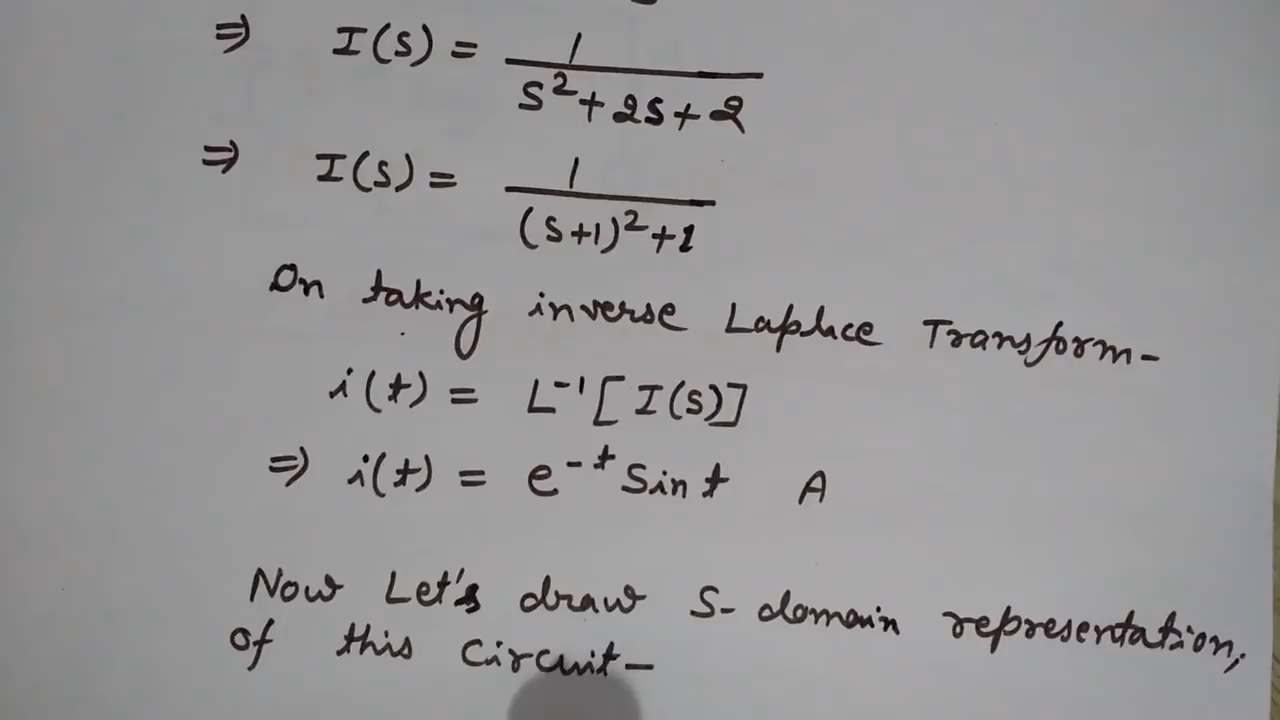 ⇒ I(s) = 1 / (s²+2s+2)
⇒ I(s) = 1 / ((s+1)²+1)
On taking inverse Laplce Transform-
i(t) = L⁻¹[I(s)]
⇒ i(t) = e⁻ᵗ Sin t A
Now Let's draw S-domain representation,
of this Circuit-